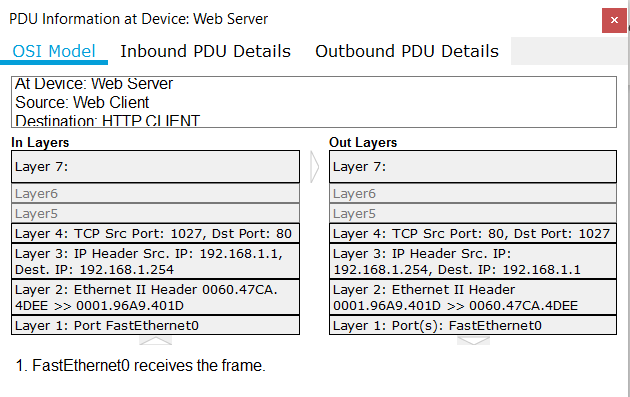 PDU Information at Device: Web Server
OSI Model Inbound PDU Details Outbound PDU Details
At Device: Web Server
Source: Web Client
Destination: HTTP CLIENT
In Layers
Layer 7:
Layer6
Layer5
Layer 4: TCP Src Port: 1027, Dst Port: 80
Layer 3: IP Header Src. IP: 192.168.1.1,
Dest. IP: 192.168.1.254
Layer 2: Ethernet II Header 0060.47CA.
4DEE >> 0001.96A9.401D
Layer 1: Port FastEthernet0
Out Layers
Layer 7:
Layer6
Layer5
Layer 4: TCP Src Port: 80, Dst Port: 1027
Layer 3: IP Header Src. IP:
192.168.1.254, Dest. IP: 192.168.1.1
Layer 2: Ethernet II Header
0001.96A9.401D >> 0060.47CA.4DEE
Layer 1: Port(s): FastEthernet0
1. FastEthernet0 receives the frame.